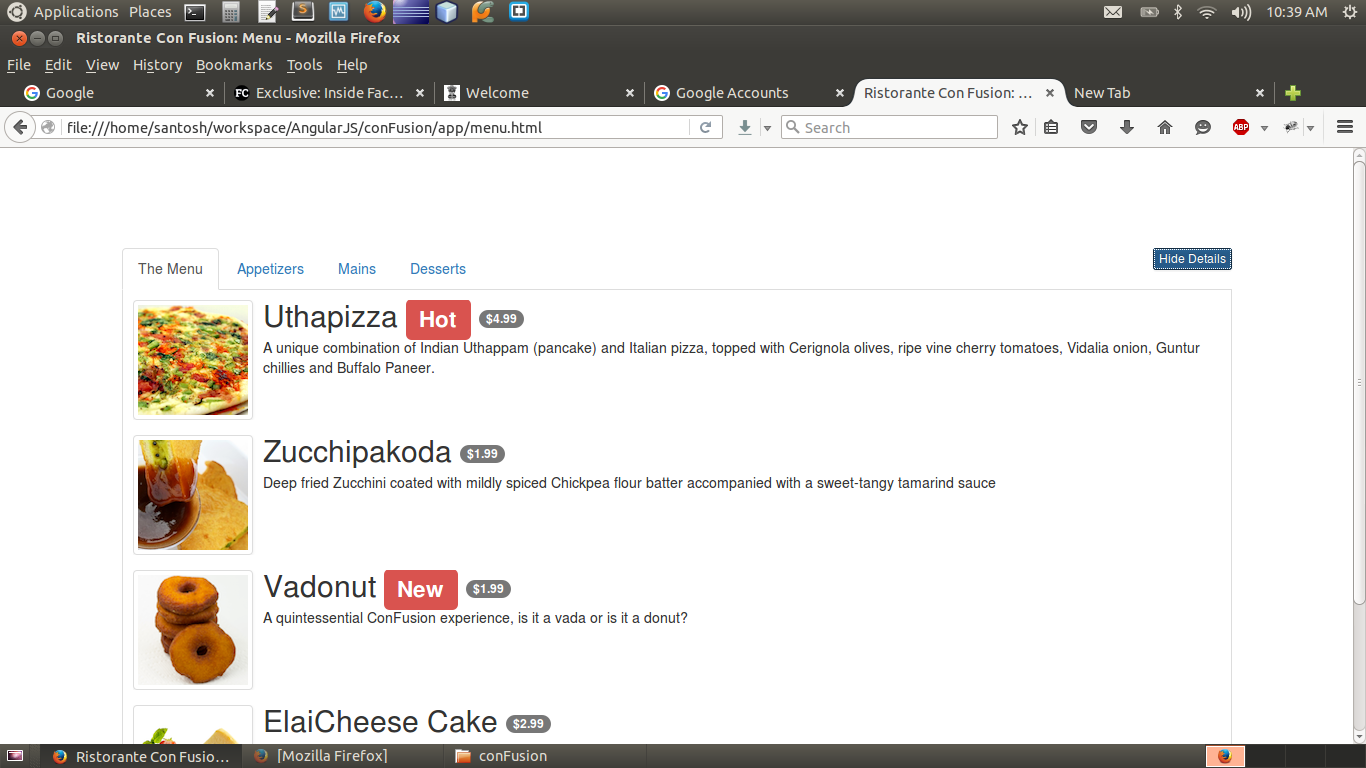 Applications Places 10:39 AM
Ristorante Con Fusion: Menu - Mozilla Firefox
File Edit View History Bookmarks Tools Help
Google FC Exclusive: Inside Fac... Welcome Google Accounts Ristorante Con Fusion: ... New Tab
file:///home/santosh/workspace/AngularJS/conFusion/app/menu.html Search ABP
The Menu Appetizers Mains Desserts Hide Details
Uthapizza Hot $4.99
A unique combination of Indian Uthappam (pancake) and Italian pizza, topped with Cerignola olives, ripe vine cherry tomatoes, Vidalia onion, Guntur
chillies and Buffalo Paneer.
Zucchipakoda $1.99
Deep fried Zucchini coated with mildly spiced Chickpea flour batter accompanied with a sweet-tangy tamarind sauce
Vadonut New $1.99
A quintessential ConFusion experience, is it a vada or is it a donut?
ElaiCheese Cake $2.99
Ristorante Con Fusio... [Mozilla Firefox] conFusion